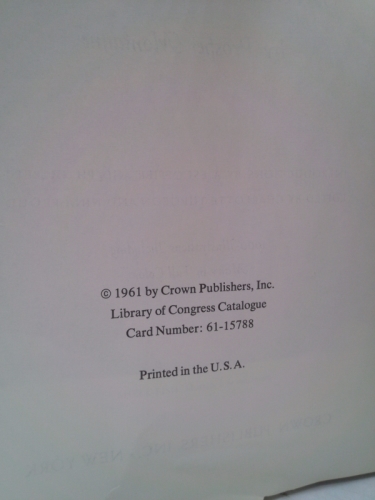 © 1961 by Crown Publishers, Inc.
Library of Congress Catalogue
Card Number: 61-15788
Printed in the U.S.A.